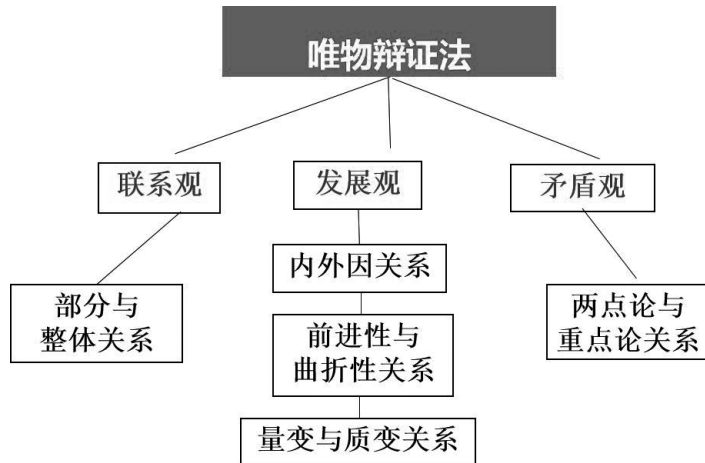 唯物辩证法
联系观
发展观
矛盾观
内外因关系
部分与
整体关系
前进性与
曲折性关系
两点论与
重点论关系
量变与质变关系